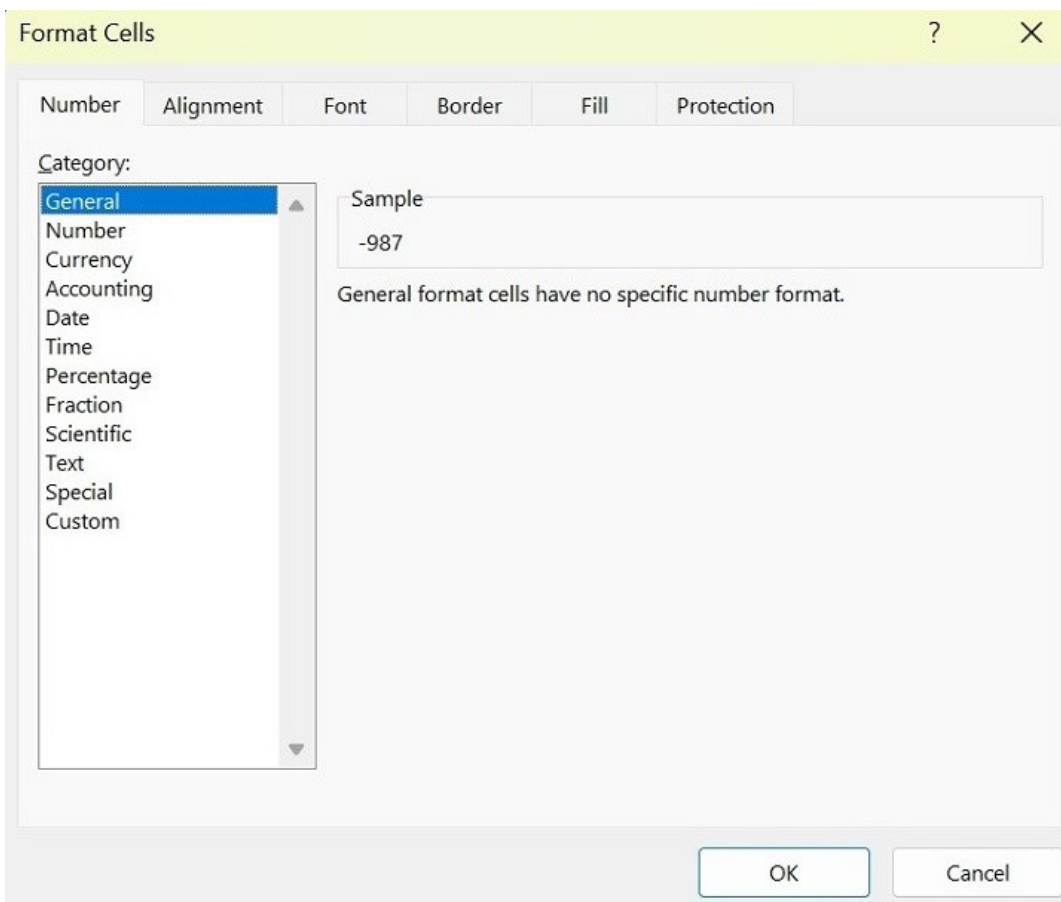 Format Cells ?
Number Alignment Font Border Fill Protection
Category:
General
Number
Currency
Accounting
Date
Time
Percentage
Fraction
Scientific
Text
Special
Custom
Sample
-987
General format cells have no specific number format.
OK Cancel